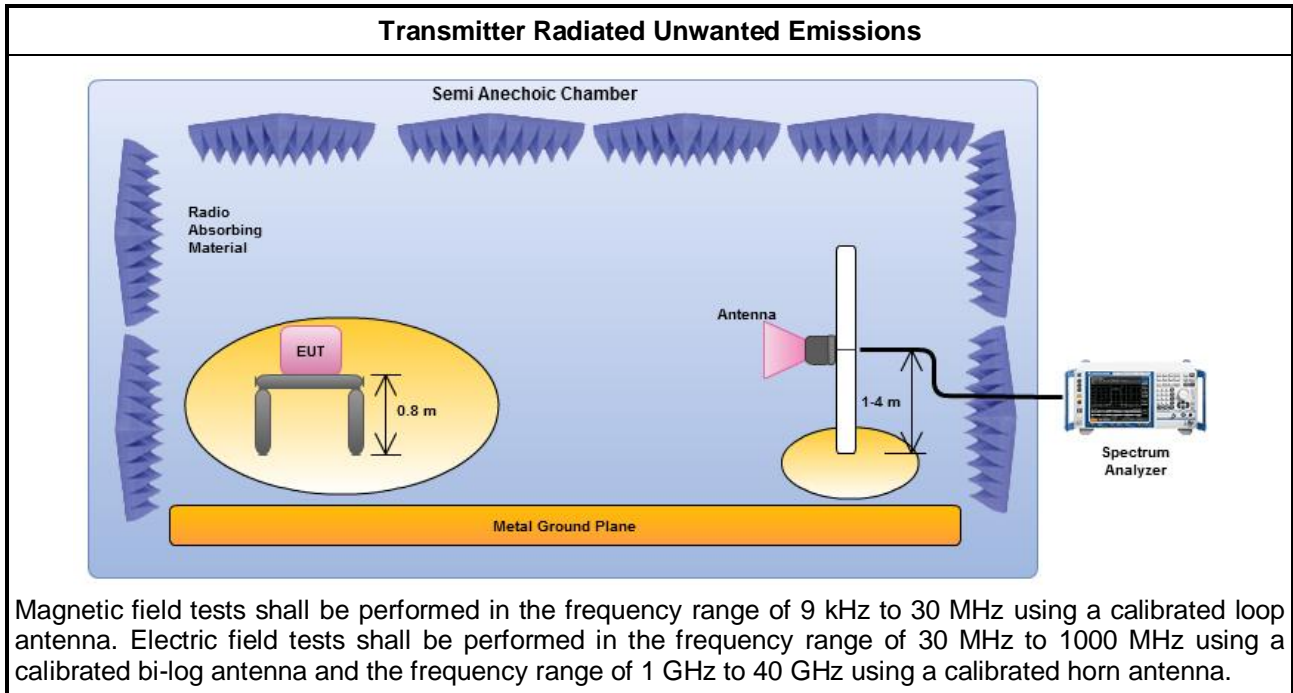 Transmitter Radiated Unwanted Emissions
Semi Anechoic Chamber
Radio
Absorbing
Material
Antenna
EUT
0.8 m
1-4 m
Spectrum
Analyzer
Metal Ground Plane
Magnetic field tests shall be performed in the frequency range of 9 kHz to 30 MHz using a calibrated loop
antenna. Electric field tests shall be performed in the frequency range of 30 MHz to 1000 MHz using a
calibrated bi-log antenna and the frequency range of 1 GHz to 40 GHz using a calibrated horn antenna.